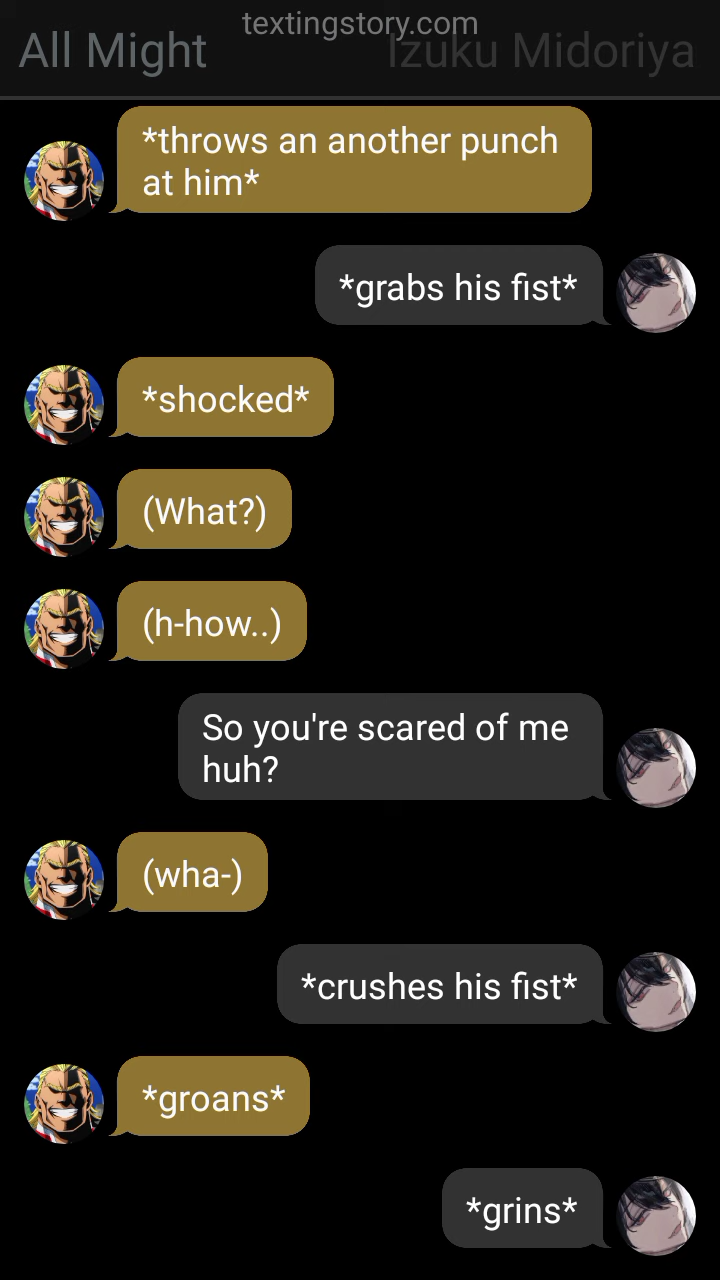 textingstory.com
All Might
Izuku Midoriya
*throws an another punch
at him*
*grabs his fist*
*shocked*
(What?)
(h-how..)
So you're scared of me
huh?
(wha-)
*crushes his fist*
*groans*
*grins*